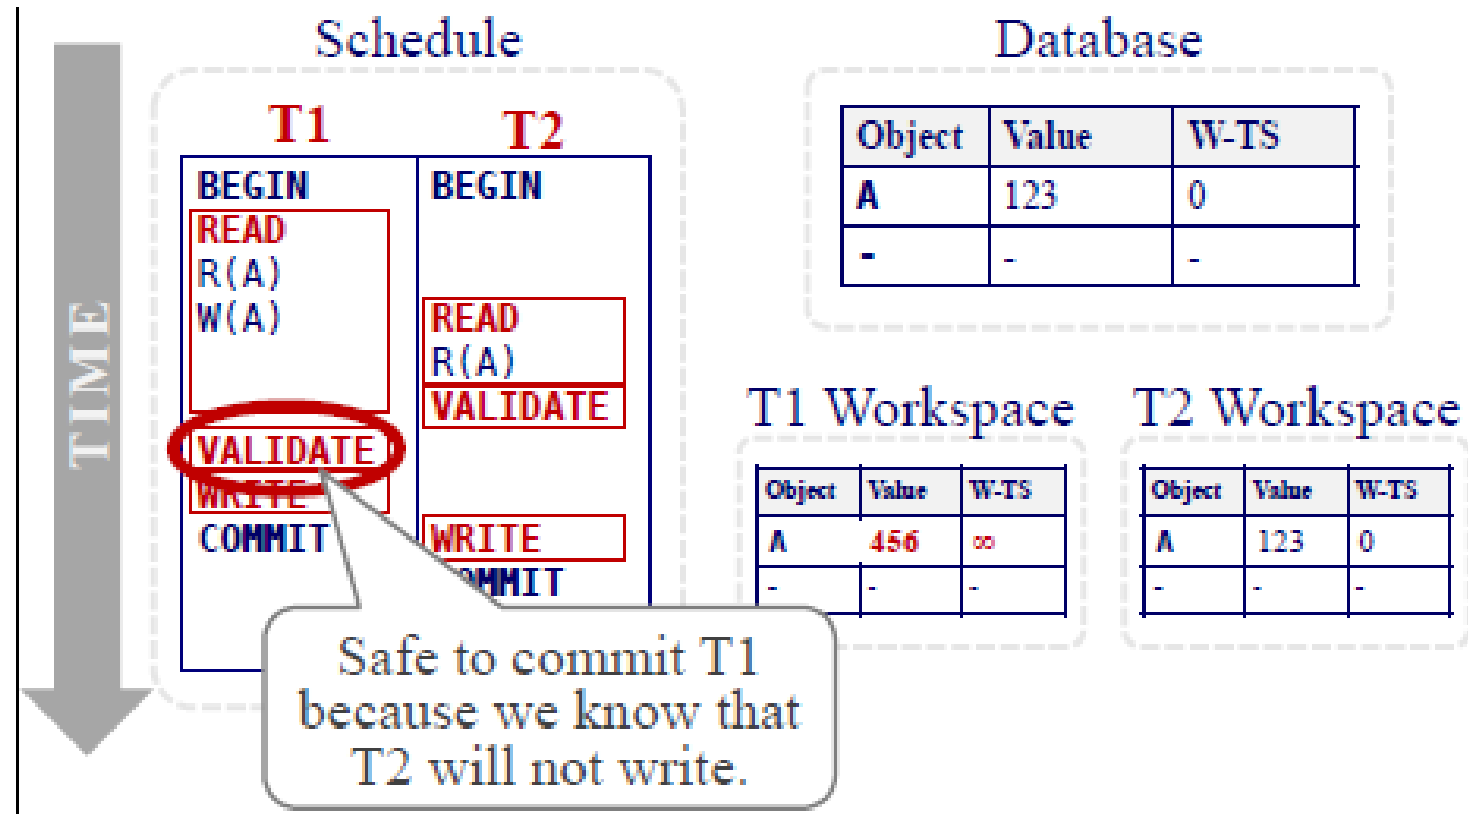 Schedule
Database
T1 T2
BEGIN BEGIN
READ
R(A)
W(A) READ
R(A)
VALIDATE
VALIDATE
WRITE
COMMIT WRITE
COMMIT
TIME
Object Value W-TS
A 123 0
- - -
T1 Workspace
Object Value W-TS
A 456 ∞
- - -
T2 Workspace
Object Value W-TS
A 123 0
- - -
Safe to commit T1
because we know that
T2 will not write.